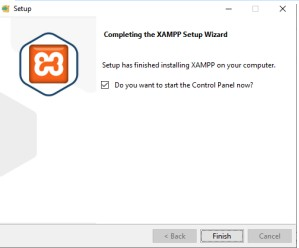 Setup
Completing the XAMPP Setup Wizard
Setup has finished installing XAMPP on your computer.
Do you want to start the Control Panel now?
< Back
Finish
Cancel